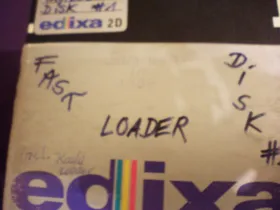 DISK #1
edixa 2D
FAST
DISK
LOADER
#
edixa